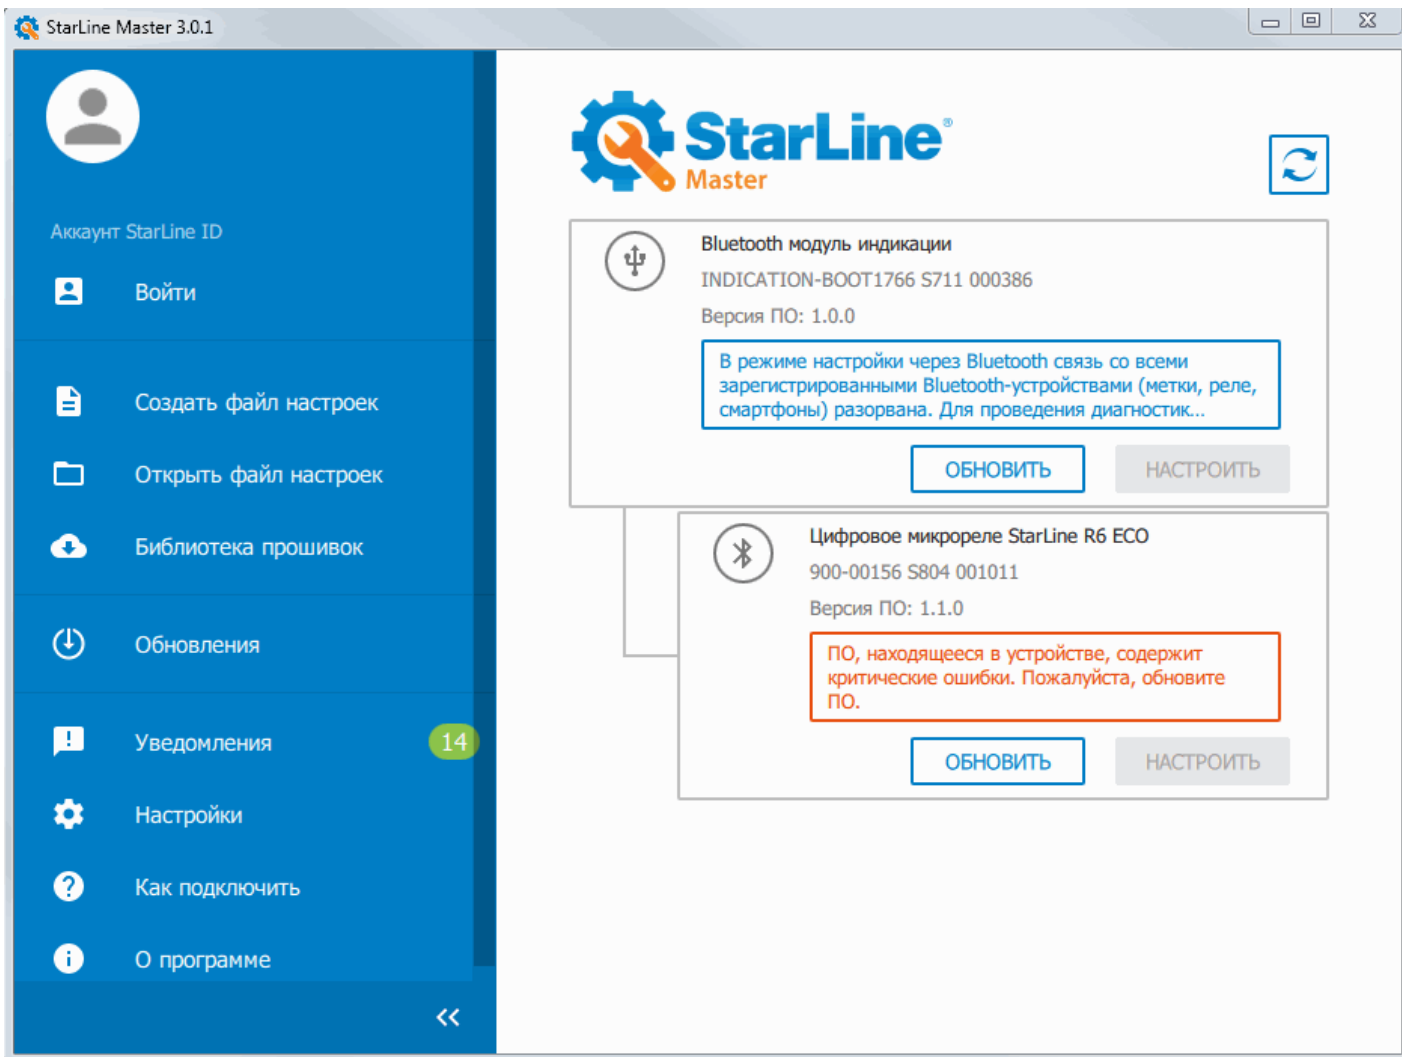 StarLine Master 3.0.1
Аккаунт StarLine ID
Войти
Создать файл настроек
Открыть файл настроек
Библиотека прошивок
Обновления
Уведомления 14
Настройки
Как подключить
О программе
StarLine®
Master
Bluetooth модуль индикации
INDICATION-BOOT1766 S711 000386
Версия ПО: 1.0.0
В режиме настройки через Bluetooth связь со всеми
зарегистрированными Bluetooth-устройствами (метки, реле,
смартфоны) разорвана. Для проведения диагностик...
ОБНОВИТЬ НАСТРОИТЬ
Цифровое микрореле StarLine R6 ECO
900-00156 S804 001011
Версия ПО: 1.1.0
ПО, находящееся в устройстве, содержит
критические ошибки. Пожалуйста, обновите
ПО.
ОБНОВИТЬ НАСТРОИТЬ